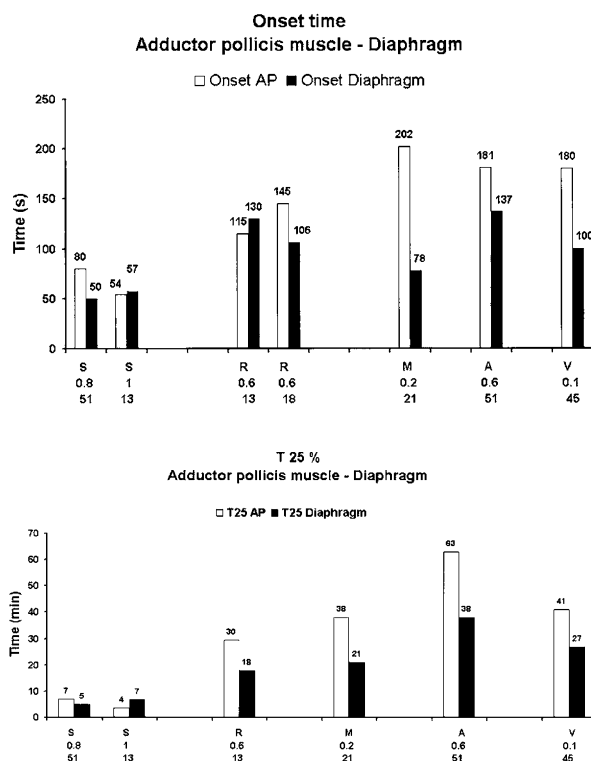 Onset time
Adductor pollicis muscle - Diaphragm
Onset AP Onset Diaphragm
250
200
150
100
50
0
Time (s)
80 50 54 57 115 130 145 106 202 78 181 137 180 100
S S R R M A V
0.8 1 0.6 0.6 0.2 0.6 0.1
51 13 13 18 21 51 45
T 25 %
Adductor pollicis muscle - Diaphragm
T25 AP T25 Diaphragm
70
60
50
40
30
20
10
0
Time (min)
7 5 4 7 30 18 38 21 63 38 41 27
S S R M A V
0.8 1 0.6 0.2 0.6 0.1
51 13 13 21 51 45